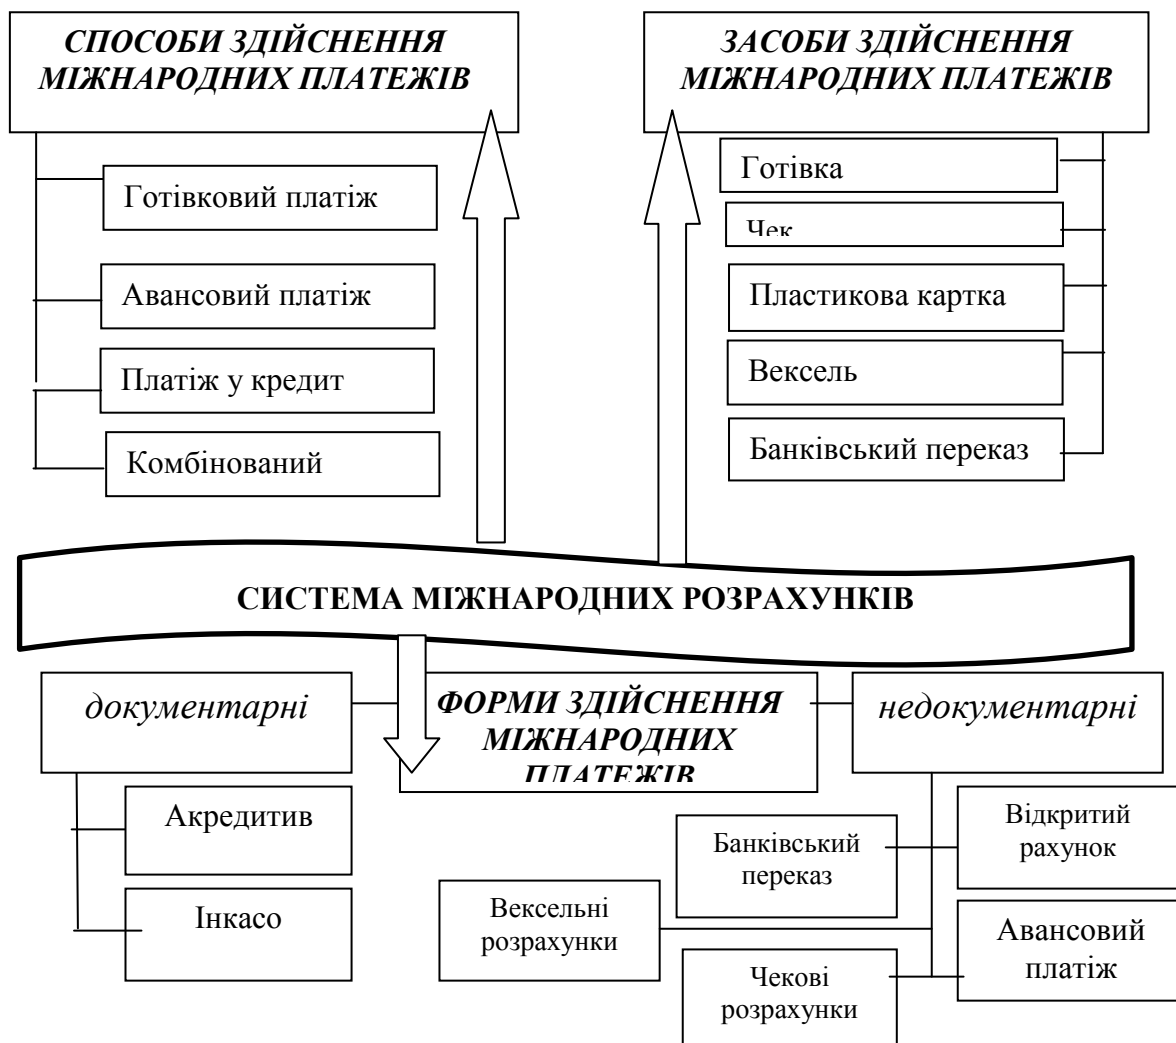 СПОСОБИ ЗДІЙСНЕННЯ
МІЖНАРОДНИХ ПЛАТЕЖІВ
Готівковий платіж
Авансовий платіж
Платіж у кредит
Комбінований
ЗАСОБИ ЗДІЙСНЕННЯ
МІЖНАРОДНИХ ПЛАТЕЖІВ
Готівка
Чек
Пластикова картка
Вексель
Банківський переказ
СИСТЕМА МІЖНАРОДНИХ РОЗРАХУНКІВ
документарні
ФОРМИ ЗДІЙСНЕННЯ
МІЖНАРОДНИХ
ПЛАТЕЖІВ
недокументарні
Акредитив
Інкасо
Банківський
переказ
Відкритий
рахунок
Вексельні
розрахунки
Авансовий
платіж
Чекові
розрахунки